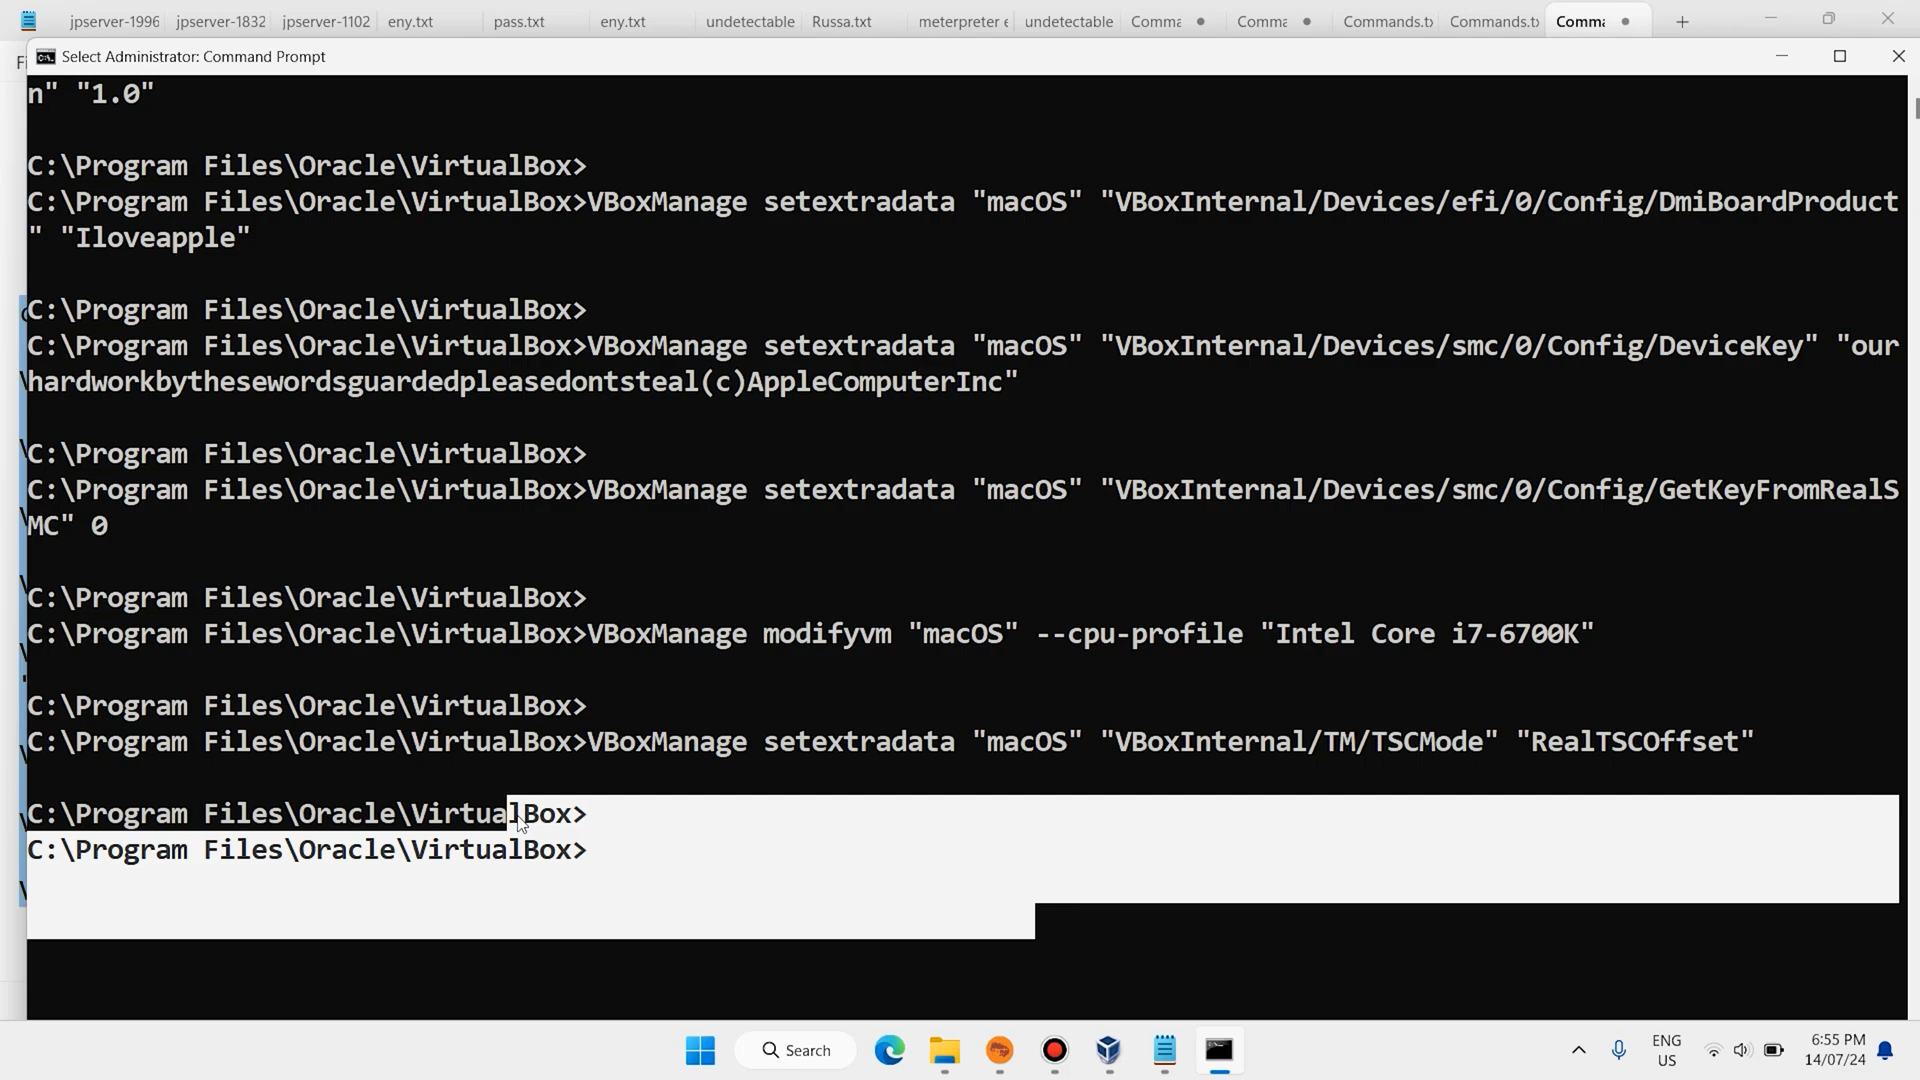 jpserver-1996 jpserver-1832 jpserver-1102 eny.txt pass.txt eny.txt undetectable Russa.txt meterpreter e undetectable Comma Comma Commands.tx Commands.tx Comma
Select Administrator: Command Prompt
n" "1.0"
C:\Program Files\Oracle\VirtualBox>
C:\Program Files\Oracle\VirtualBox>VBoxManage setextradata "macOS" "VBoxInternal/Devices/efi/0/Config/DmiBoardProduct
" "Iloveapple"
C:\Program Files\Oracle\VirtualBox>
C:\Program Files\Oracle\VirtualBox>VBoxManage setextradata "macOS" "VBoxInternal/Devices/smc/0/Config/DeviceKey" "our
hardworkbythesewordsguardedpleasedontsteal(c)AppleComputerInc"
C:\Program Files\Oracle\VirtualBox>
C:\Program Files\Oracle\VirtualBox>VBoxManage setextradata "macOS" "VBoxInternal/Devices/smc/0/Config/GetKeyFromRealS
MC" 0
C:\Program Files\Oracle\VirtualBox>
C:\Program Files\Oracle\VirtualBox>VBoxManage modifyvm "macOS" --cpu-profile "Intel Core i7-6700K"
C:\Program Files\Oracle\VirtualBox>
C:\Program Files\Oracle\VirtualBox>VBoxManage setextradata "macOS" "VBoxInternal/TM/TSCMode" "RealTSCOffset"
C:\Program Files\Oracle\VirtualBox>
C:\Program Files\Oracle\VirtualBox>
Search
ENG
US
6:55 PM
14/07/24